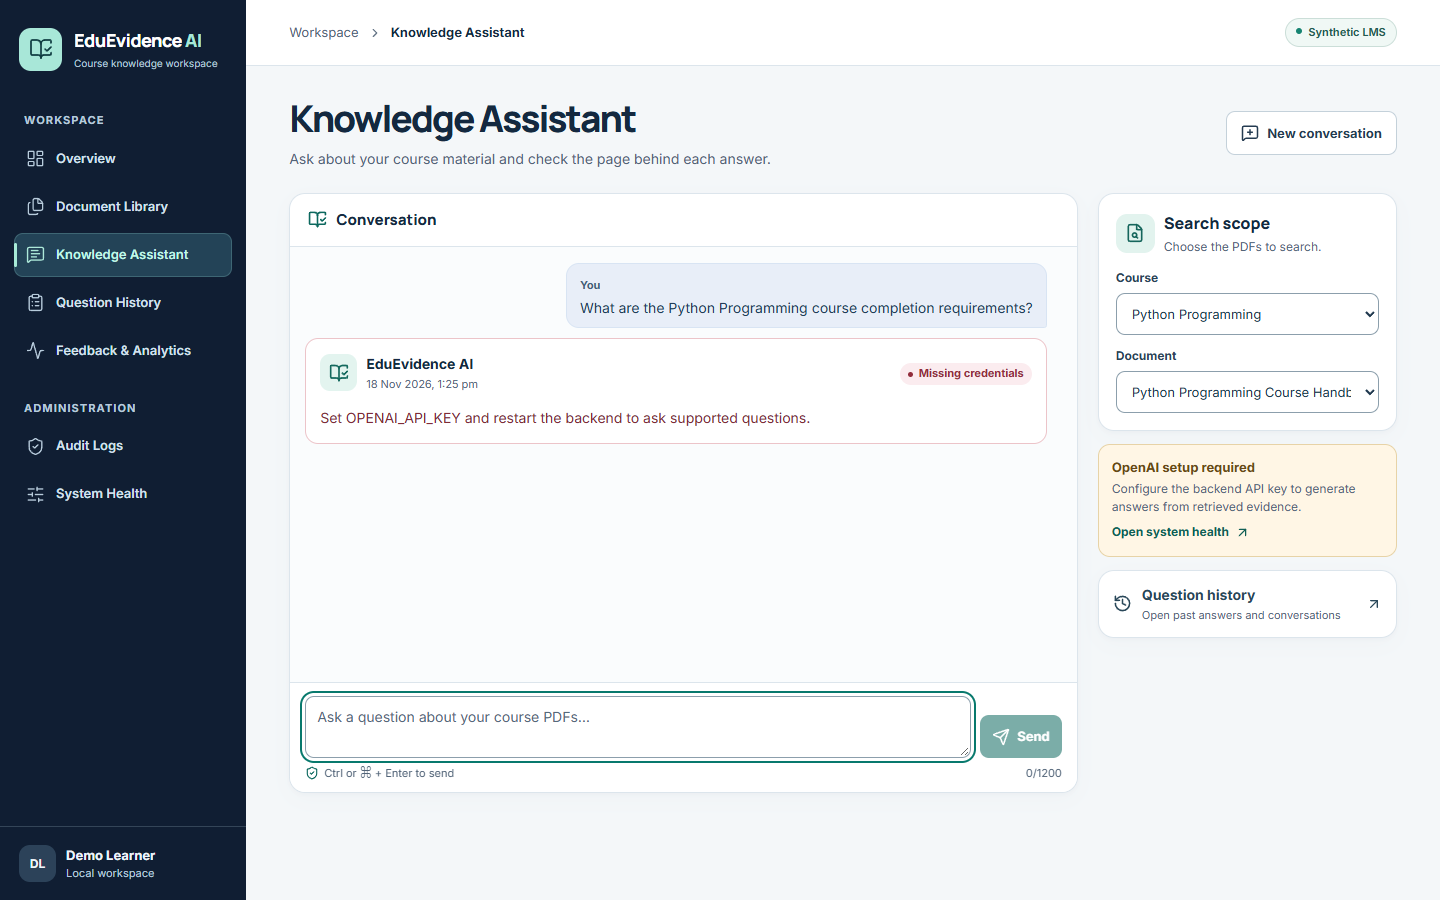 EduEvidence AI
Course knowledge workspace
WORKSPACE
Overview
Document Library
Knowledge Assistant
Question History
Feedback & Analytics
ADMINISTRATION
Audit Logs
System Health
DL
Demo Learner
Local workspace
Workspace > Knowledge Assistant
Synthetic LMS
Knowledge Assistant
Ask about your course material and check the page behind each answer.
New conversation
Conversation
You
What are the Python Programming course completion requirements?
EduEvidence AI
18 Nov 2026, 1:25 pm
Missing credentials
Set OPENAI_API_KEY and restart the backend to ask supported questions.
Ask a question about your course PDFs...
Send
Ctrl or ⌘ + Enter to send
0/1200
Search scope
Choose the PDFs to search.
Course
Python Programming
Document
Python Programming Course Handb
OpenAI setup required
Configure the backend API key to generate
answers from retrieved evidence.
Open system health
Question history
Open past answers and conversations